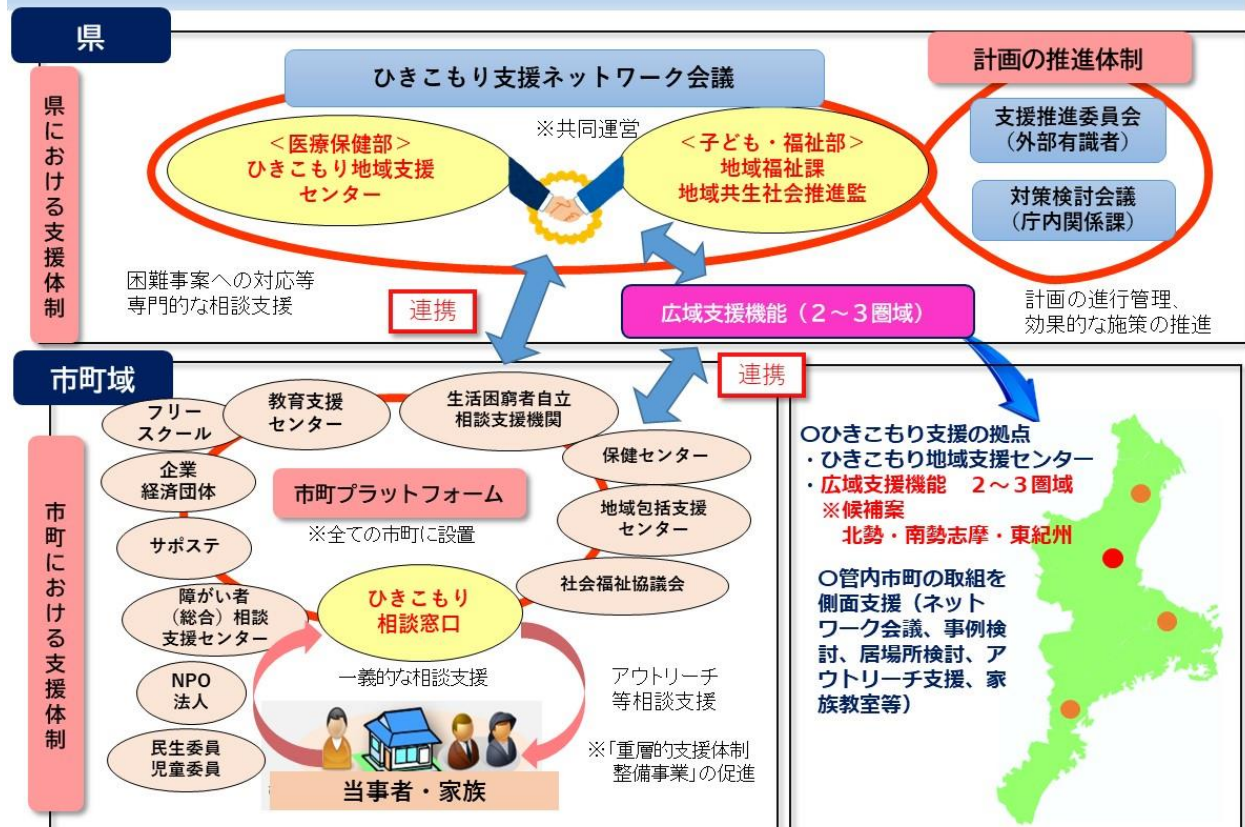 県
県における支援体制
ひきこもり支援ネットワーク会議
※共同運営
＜医療保健部＞
ひきこもり地域支援
センター
＜子ども・福祉部＞
地域福祉課
地域共生社会推進監
計画の推進体制
支援推進委員会
（外部有識者）
対策検討会議
（庁内関係課）
計画の進行管理、
効果的な施策の推進
困難事案への対応等
専門的な相談支援
連携
広域支援機能（２～３圏域）
連携
市町域
市町における支援体制
フリー
スクール
教育支援
センター
生活困窮者自立
相談支援機関
保健センター
地域包括支援
センター
社会福祉協議会
企業
経済団体
サポステ
障がい者
（総合）相談
支援センター
NPO
法人
民生委員
児童委員
市町プラットフォーム
※全ての市町に設置
ひきこもり
相談窓口
一義的な相談支援
アウトリーチ
等相談支援
※「重層的支援体制
整備事業」の促進
当事者・家族
〇ひきこもり支援の拠点
・ひきこもり地域支援センター
・広域支援機能　２～３圏域
※候補案
北勢・南勢志摩・東紀州
〇管内市町の取組を
側面支援（ネット
ワーク会議、事例検
討、居場所検討、ア
ウトリーチ支援、家
族教室等）